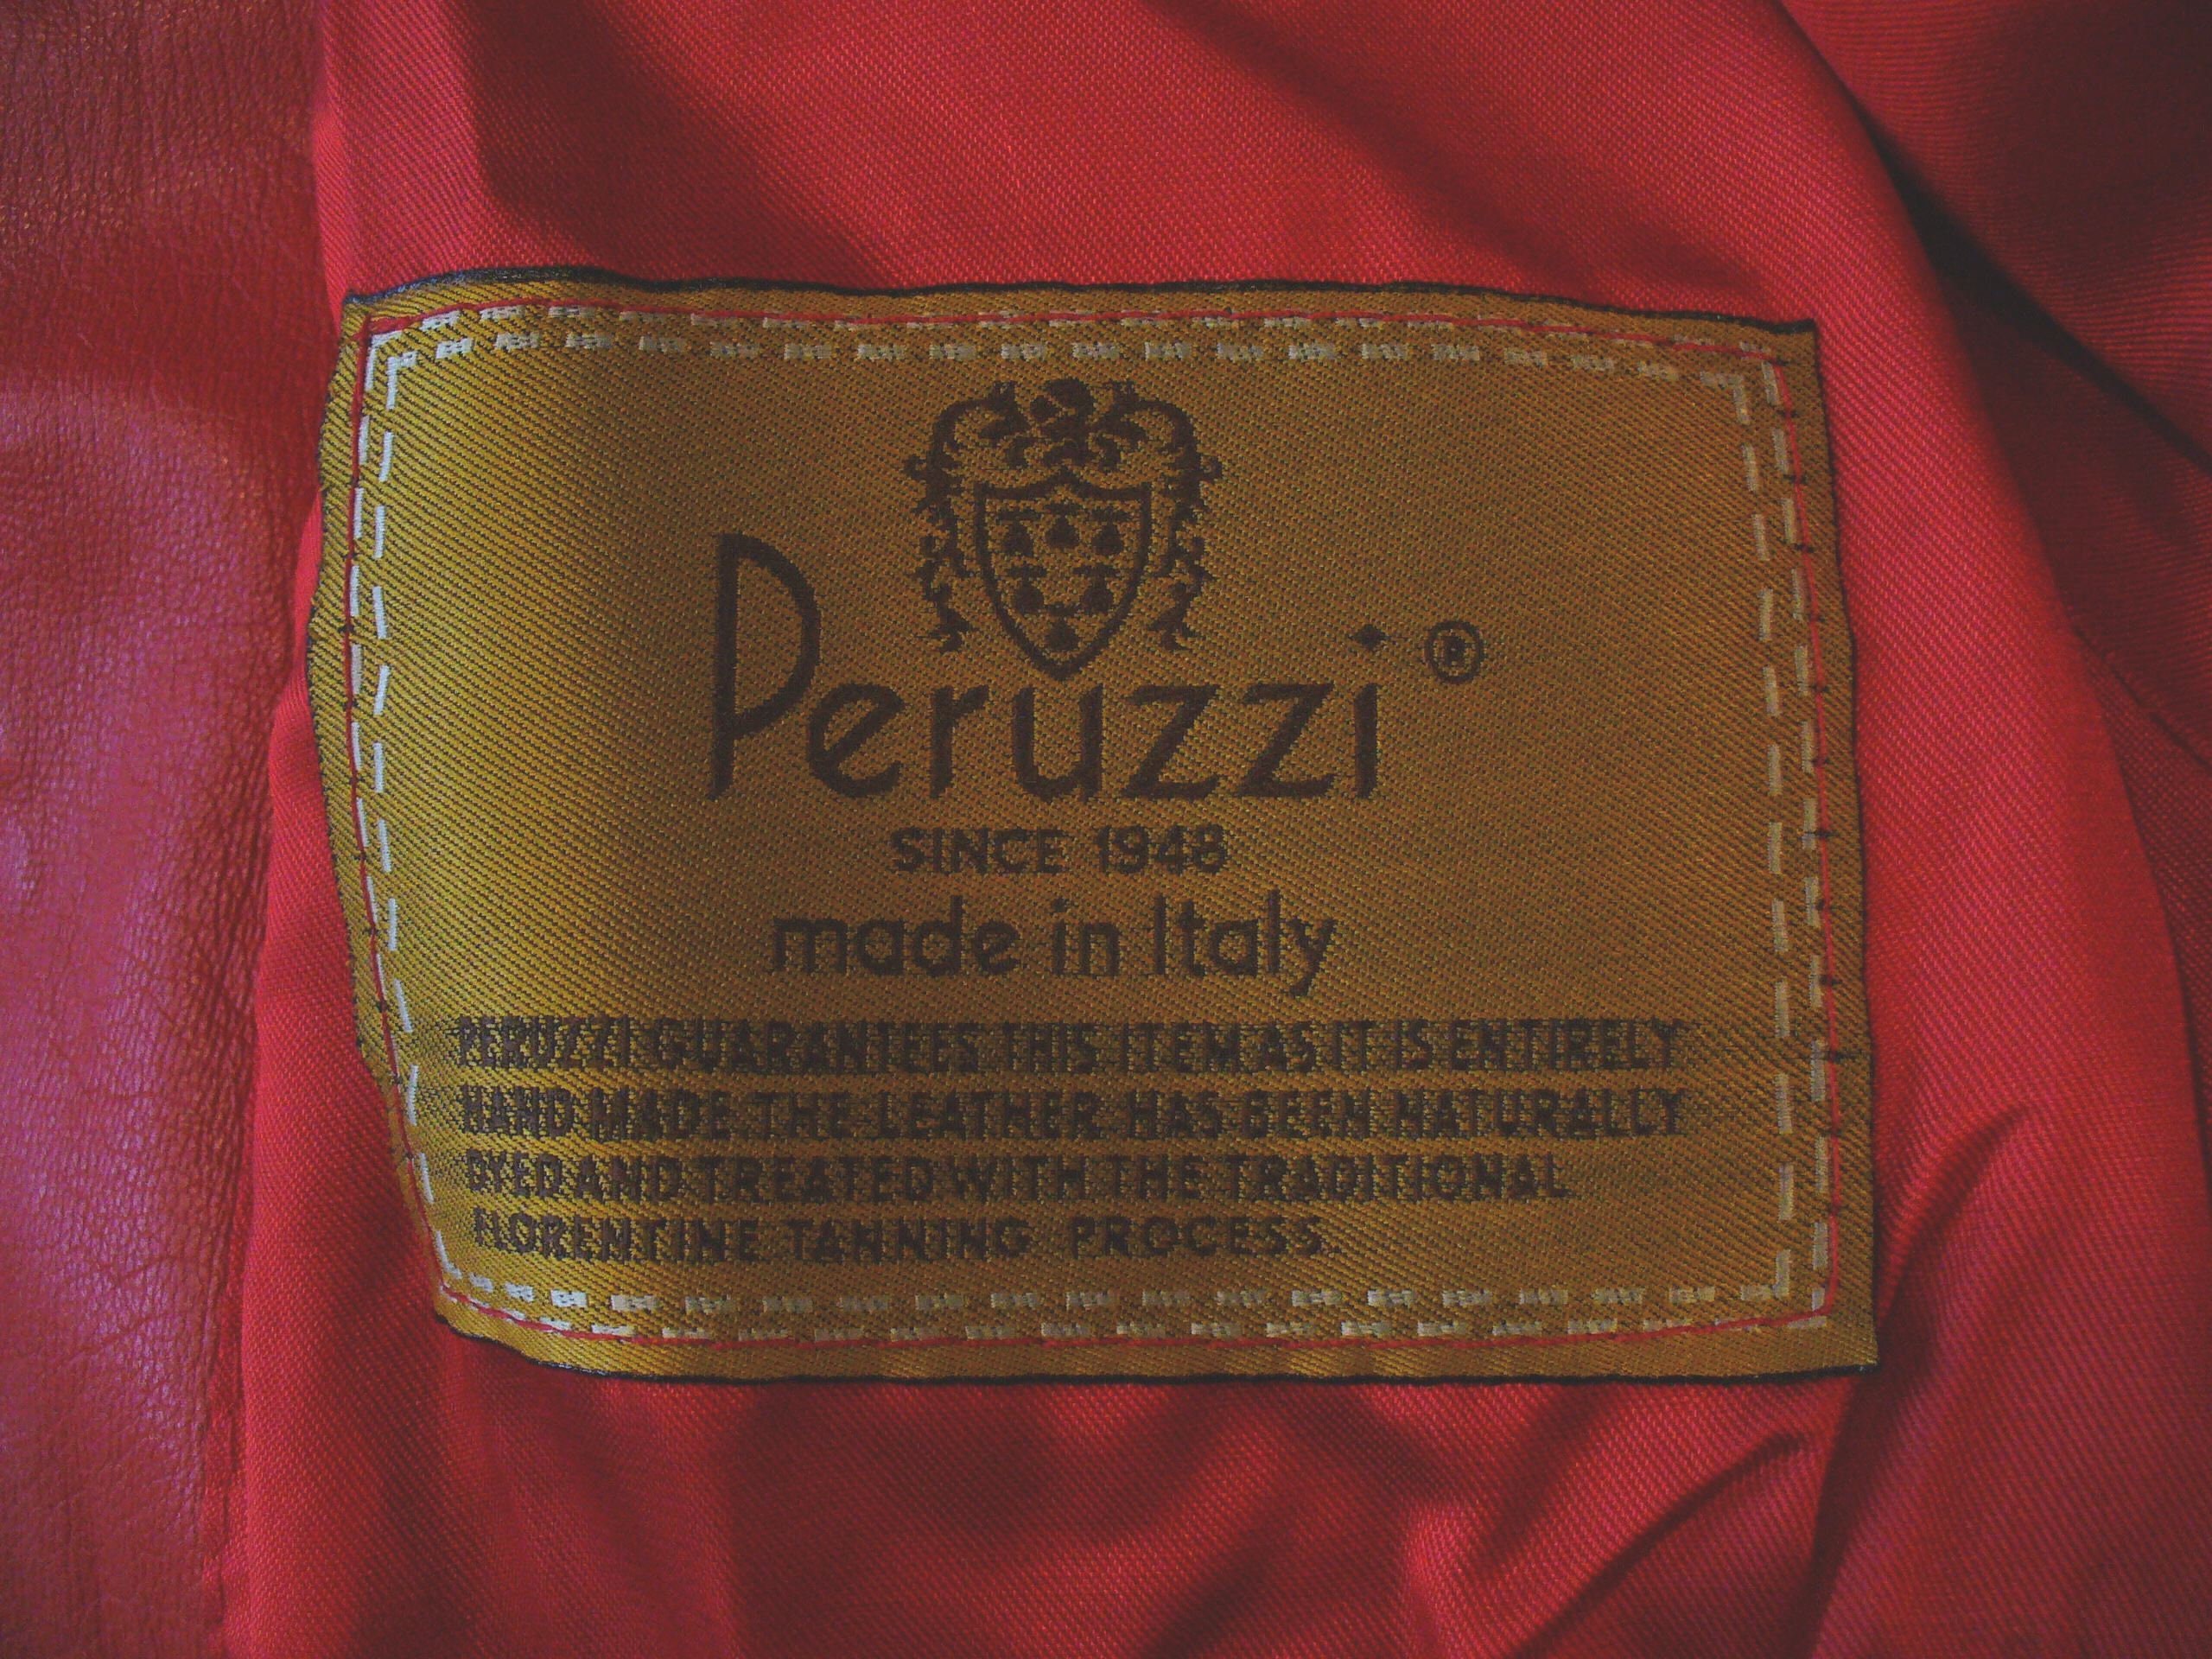 Peruzzi ®
SINCE 1948
made in Italy
PERUZZI GUARANTEES THIS ITEM AS IT IS ENTIRELY
HAND MADE THE LEATHER HAS BEEN NATURALLY
DYED AND TREATED WITH THE TRADITIONAL
FLORENTINE TANNING PROCESS.